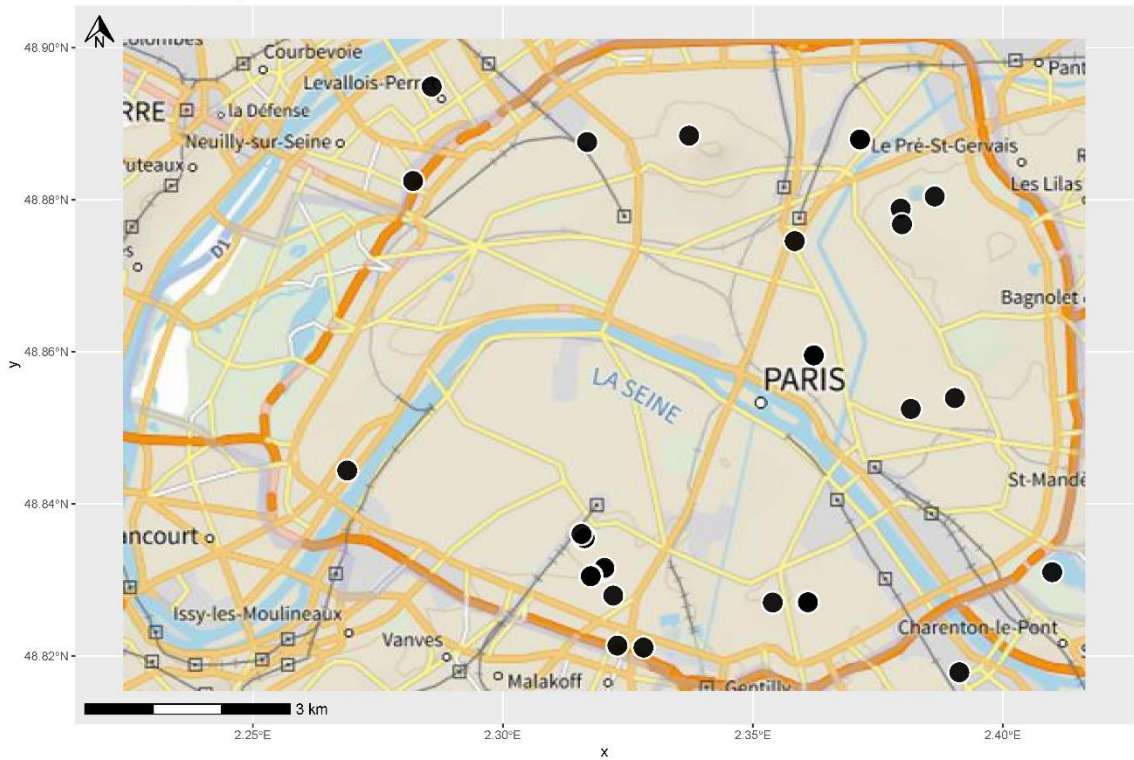 N
48.90°N
48.88°N
48.86°N
48.84°N
48.82°N
y
Courbevoie
Levallois-Perr
Pant
RRE
la Défense
Neuilly-sur-Seine
Le Pré-St-Gervais
Puteaux
Les Lilas
D1
Bagnolet
PARIS
LA SEINE
St-Mandé
ancourt
Issy-les-Moulineaux
Vanves
Charenton-le-Pont
Malakoff
Gentilly
3 km
2.25°E
2.30°E
2.35°E
2.40°E
x